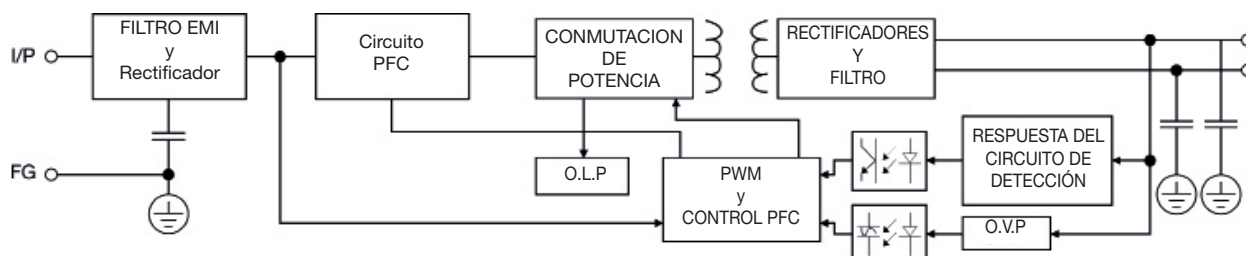 FILTRO EMI
y
Rectificador
Circuito
PFC
CONMUTACION
DE
POTENCIA
RECTIFICADORES
Y
FILTRO
I/P
FG
O.L.P
PWM
y
CONTROL PFC
RESPUESTA DEL
CIRCUITO DE
DETECCIÓN
O.V.P